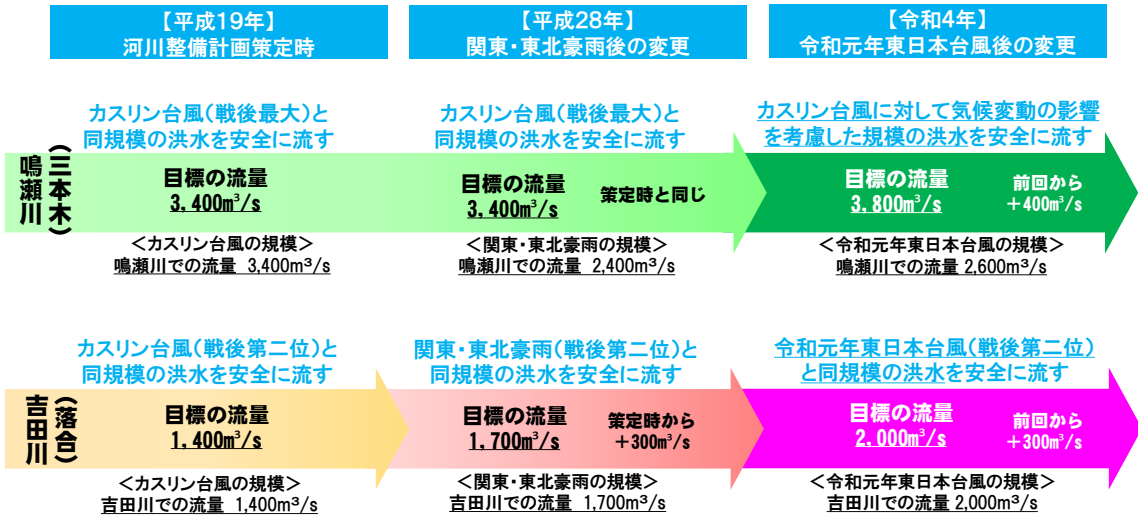 【平成19年】
河川整備計画策定時
【平成28年】
関東・東北豪雨後の変更
【令和4年】
令和元年東日本台風後の変更
カスリン台風(戦後最大)と
同規模の洪水を安全に流す
カスリン台風(戦後最大)と
同規模の洪水を安全に流す
カスリン台風に対して気候変動の影響
を考慮した規模の洪水を安全に流す
鳴瀬川
(三本木)
目標の流量
3,400m³/s
目標の流量
3,400m³/s
策定時と同じ
目標の流量
3,800m³/s
前回から
+400m³/s
<カスリン台風の規模>
鳴瀬川での流量 3,400m³/s
<関東・東北豪雨の規模>
鳴瀬川での流量 2,400m³/s
<令和元年東日本台風の規模>
鳴瀬川での流量 2,600m³/s
カスリン台風(戦後第二位)と
同規模の洪水を安全に流す
関東・東北豪雨(戦後第二位)と
同規模の洪水を安全に流す
令和元年東日本台風(戦後第二位)
と同規模の洪水を安全に流す
吉田川
(落合)
目標の流量
1,400m³/s
目標の流量
1,700m³/s
策定時から
+300m³/s
目標の流量
2,000m³/s
前回から
+300m³/s
<カスリン台風の規模>
吉田川での流量 1,400m³/s
<関東・東北豪雨の規模>
吉田川での流量 1,700m³/s
<令和元年東日本台風の規模>
吉田川での流量 2,000m³/s